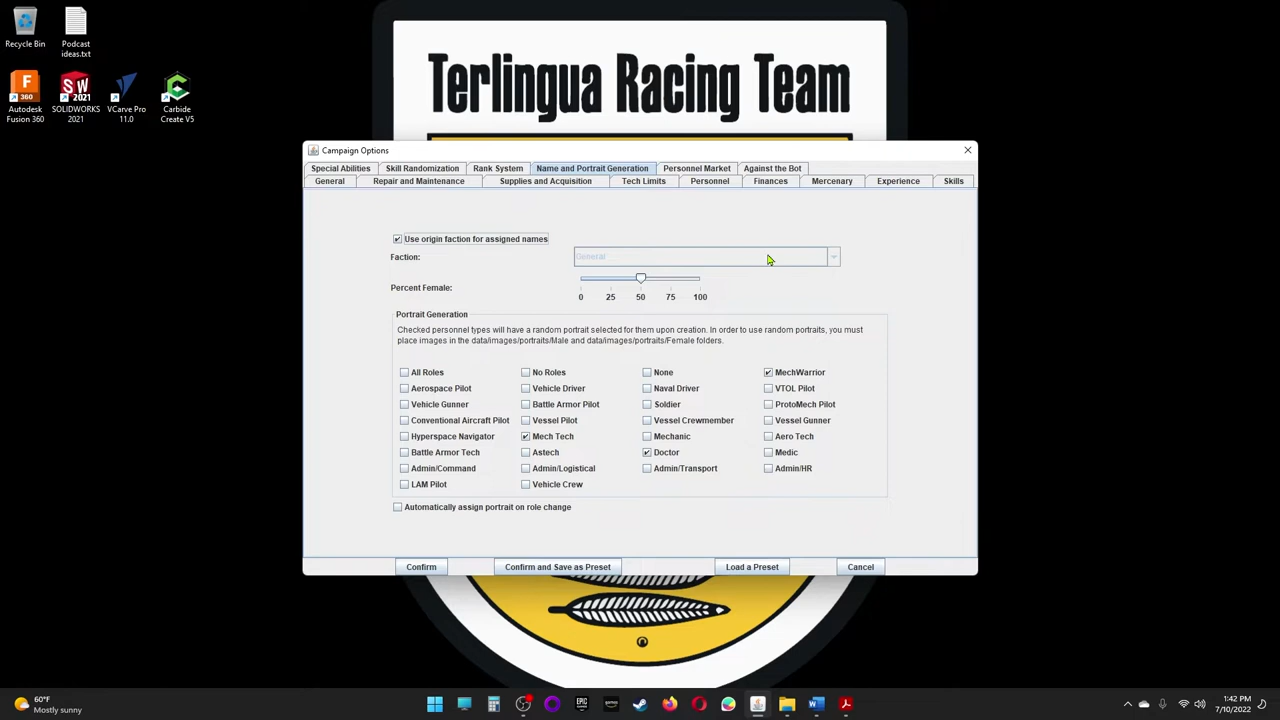 Recycle Bin
Podcast
ideas.txt
Autodesk
Fusion 360
SOLIDWORKS
2021
VCarve Pro
11.0
Carbide
Create V5
Terlingua Racing Team
Campaign Options
Special Abilities
Skill Randomization
Rank System
Name and Portrait Generation
Personnel Market
Against the Bot
General
Repair and Maintenance
Supplies and Acquisition
Tech Limits
Personnel
Finances
Mercenary
Experience
Skills
Use origin faction for assigned names
Faction:
General
Percent Female:
0 25 50 75 100
Portrait Generation
Checked personnel types will have a random portrait selected for them upon creation. In order to use random portraits, you must
place images in the data/images/portraits/Male and data/images/portraits/Female folders.
All Roles
No Roles
None
MechWarrior
Aerospace Pilot
Vehicle Driver
Naval Driver
VTOL Pilot
Vehicle Gunner
Battle Armor Pilot
Soldier
ProtoMech Pilot
Conventional Aircraft Pilot
Vessel Pilot
Vessel Crewmember
Vessel Gunner
Hyperspace Navigator
Mech Tech
Mechanic
Aero Tech
Battle Armor Tech
Astech
Doctor
Medic
Admin/Command
Admin/Logistical
Admin/Transport
Admin/HR
LAM Pilot
Vehicle Crew
Automatically assign portrait on role change
Confirm
Confirm and Save as Preset
Load a Preset
Cancel
60°F
Mostly sunny
1:42 PM
7/10/2022